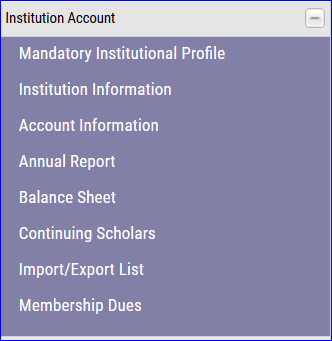 Institution Account
Mandatory Institutional Profile
Institution Information
Account Information
Annual Report
Balance Sheet
Continuing Scholars
Import/Export List
Membership Dues